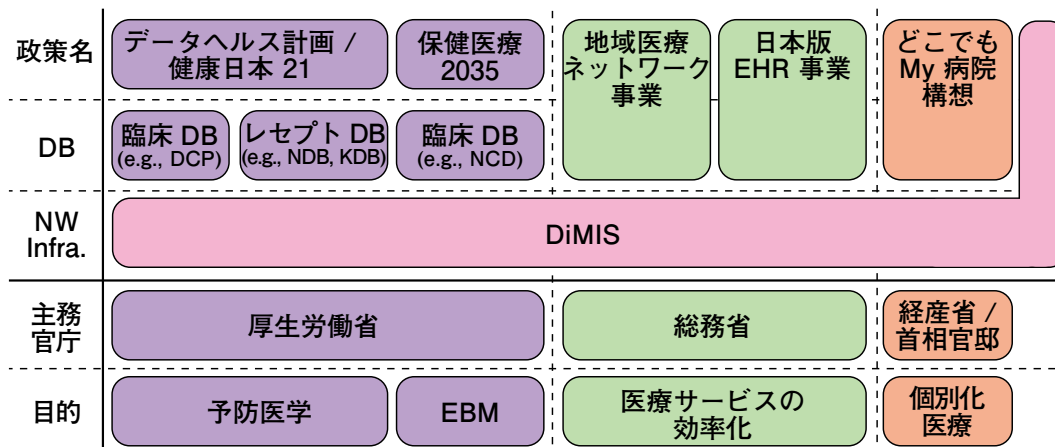 政策名
データヘルス計画 /
健康日本 21
保健医療
2035
地域医療
ネットワーク
事業
日本版
EHR 事業
どこでも
My 病院
構想
DB
臨床 DB
(e.g., DCP)
レセプト DB
(e.g., NDB, KDB)
臨床 DB
(e.g., NCD)
NW
Infra.
DiMIS
主務
官庁
厚生労働省
総務省
経産省 /
首相官邸
目的
予防医学
EBM
医療サービスの
効率化
個別化
医療